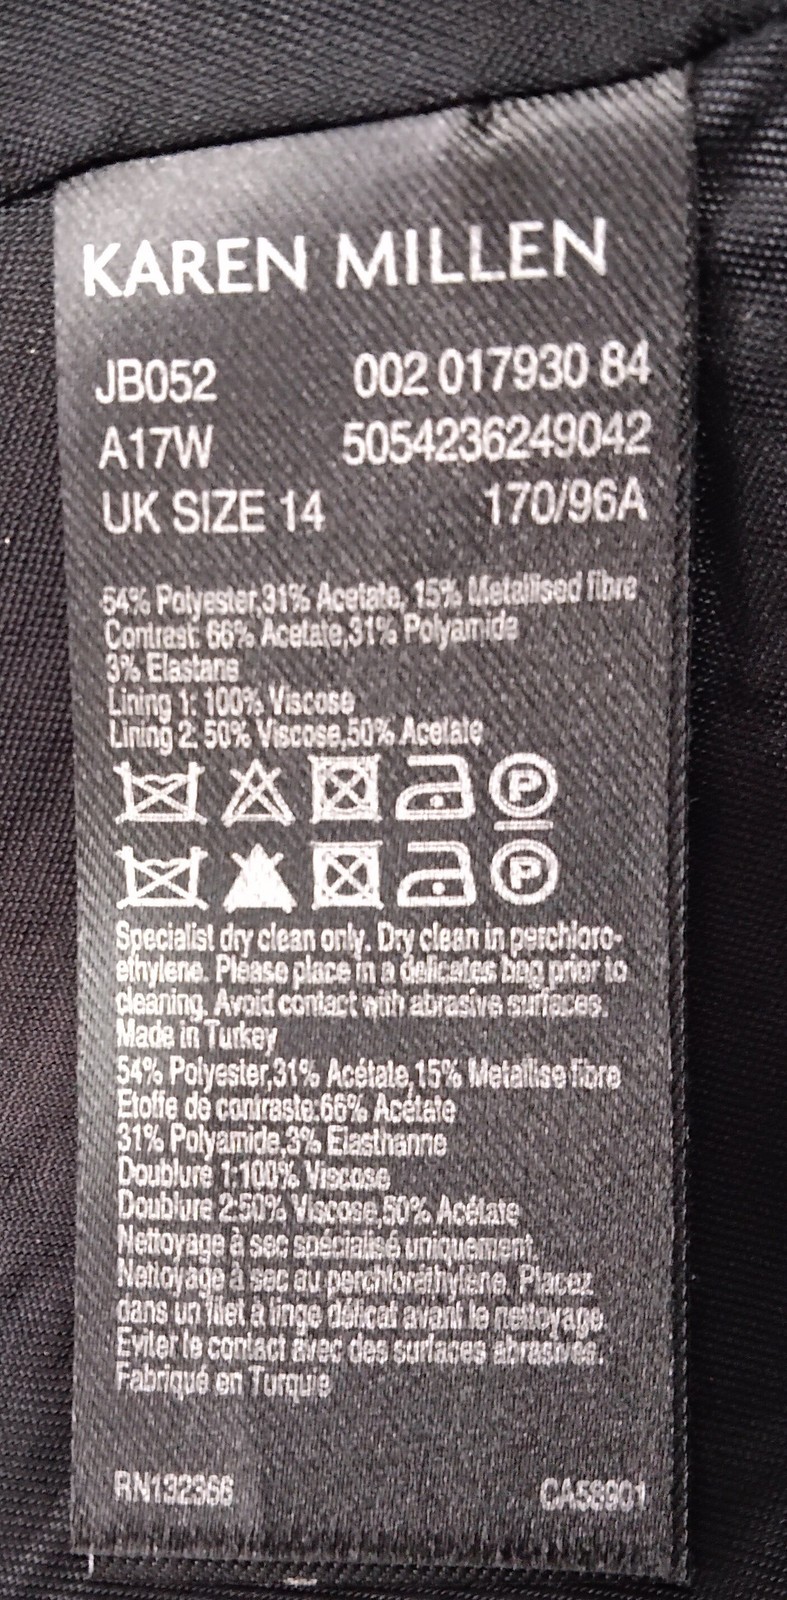 KAREN MILLEN
JB052 002 017930 84
A17W 5054236249042
UK SIZE 14 170/96A
54% Polyester,31% Acetate, 15% Metallised fibre
Contrast: 66% Acetate,31% Polyamide
3% Elastane
Lining 1: 100% Viscose
Lining 2: 50% Viscose,50% Acetate
P
P
Specialist dry clean only. Dry clean in perchloro-
ethylene. Please place in a delicates bag prior to
cleaning. Avoid contact with abrasive surfaces.
Made in Turkey
54% Polyester,31% Acétate,15% Metallise fibre
Etoffe de contraste:66% Acétate
31% Polyamide,3% Elasthanne
Doublure 1:100% Viscose
Doublure 2:50% Viscose,50% Acétate
Nettoyage à sec spécialisé uniquement.
Nettoyage à sec au perchloréthylène. Placez
dans un filet à linge délicat avant le nettoyage
Eviter le contact avec des surfaces abrasives.
Fabriqué en Turquie
RN132366 CA58901